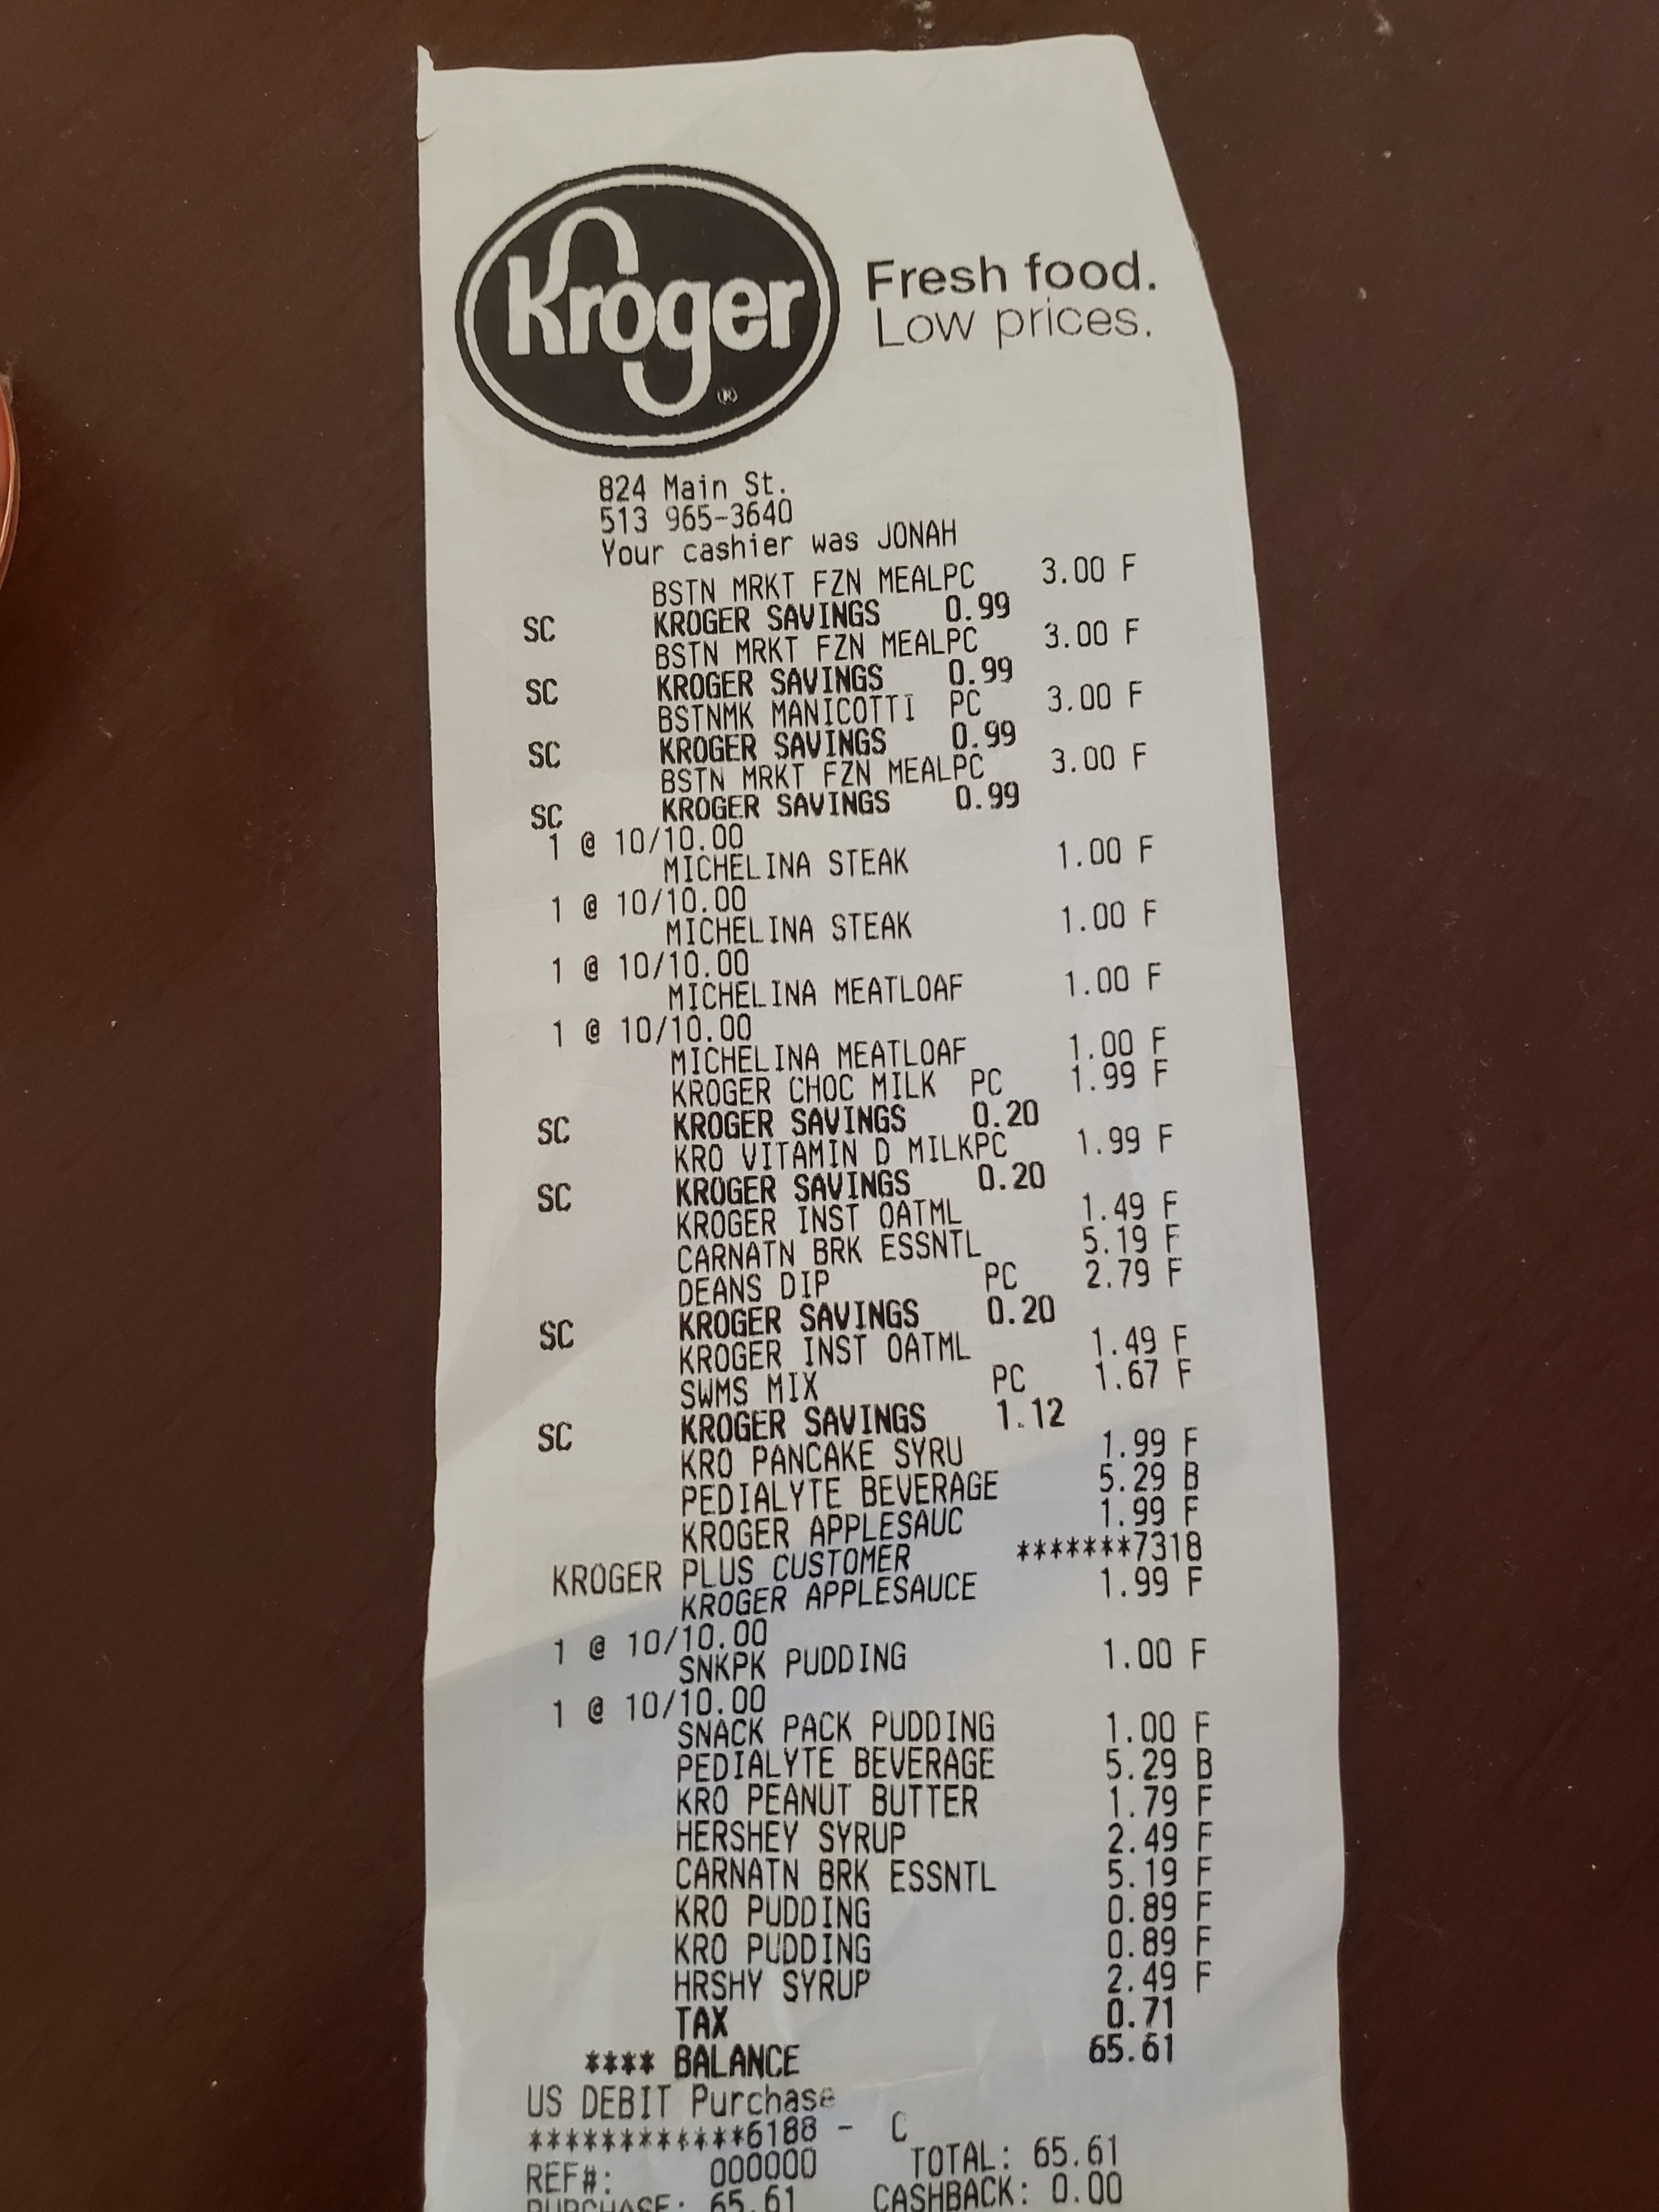 Kroger
Fresh food.
Low prices.
824 Main St.
513 965-3640
Your cashier was JONAH
BSTN MRKT FZN MEALPC 3.00 F
SC KROGER SAVINGS 0.99
BSTN MRKT FZN MEALPC 3.00 F
SC KROGER SAVINGS 0.99
BSTNMK MANICOTTI PC 3.00 F
SC KROGER SAVINGS 0.99
BSTN MRKT FZN MEALPC 3.00 F
SC KROGER SAVINGS 0.99
1 @ 10/10.00
MICHELINA STEAK 1.00 F
1 @ 10/10.00
MICHELINA STEAK 1.00 F
1 @ 10/10.00
MICHELINA MEATLOAF 1.00 F
1 @ 10/10.00
MICHELINA MEATLOAF 1.00 F
KROGER CHOC MILK PC 1.99 F
SC KROGER SAVINGS 0.20
KRO VITAMIN D MILKPC 1.99 F
SC KROGER SAVINGS 0.20
KROGER INST OATML 1.49 F
CARNATN BRK ESSNTL 5.19 F
DEANS DIP PC 2.79 F
SC KROGER SAVINGS 0.20
KROGER INST OATML 1.49 F
SWMS MIX PC 1.67 F
SC KROGER SAVINGS 1.12
KRO PANCAKE SYRU 1.99 F
PEDIALYTE BEVERAGE 5.29 B
KROGER APPLESAUC 1.99 F
KROGER PLUS CUSTOMER *******7318
KROGER APPLESAUCE 1.99 F
1 @ 10/10.00
SNKPK PUDDING 1.00 F
1 @ 10/10.00
SNACK PACK PUDDING 1.00 F
PEDIALYTE BEVERAGE 5.29 B
KRO PEANUT BUTTER 1.79 F
HERSHEY SYRUP 2.49 F
CARNATN BRK ESSNTL 5.19 F
KRO PUDDING 0.89 F
KRO PUDDING 0.89 F
HRSHY SYRUP 2.49 F
TAX 0.71
**** BALANCE 65.61
US DEBIT Purchase
************6188 - C
REF#: 000000 TOTAL: 65.61
PURCHASE: 65.61 CASHBACK: 0.00